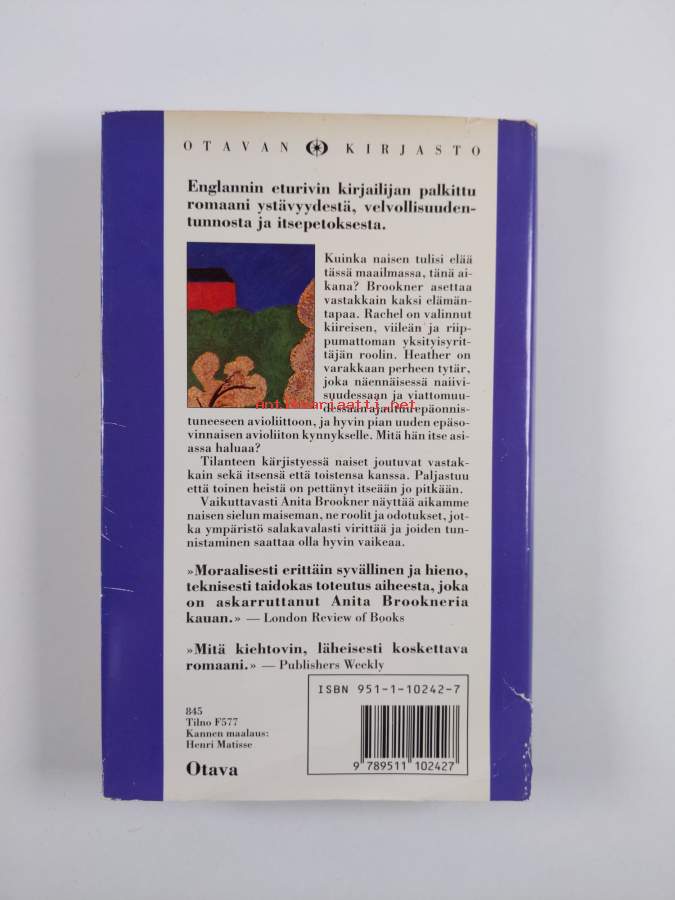 OTAVAN KIRJASTO
Englannin eturivin kirjailijan palkittu
romaani ystävyydestä, velvollisuuden-
tunnosta ja itsepetoksesta.
Kuinka naisen tulisi elää
tässä maailmassa, tänä ai-
kana? Brookner asettaa
vastakkain kaksi elämän-
tapaa. Rachel on valinnut
kiireisen, viileän ja riip-
pumattoman yksityisyrit-
täjän roolin. Heather on
varakkaan perheen tytär,
joka näennäisessä naiivi-
suudessaan ja viattomuu-
dessaan ajautuu epäonnis-
antikvariaatti.net
tuneeseen avioliittoon, ja hyvin pian uuden epäso-
vinnaisen avioliiton kynnykselle. Mitä hän itse asi-
assa haluaa?
Tilanteen kärjistyessä naiset joutuvat vastak-
kain sekä itsensä että toistensa kanssa. Paljastuu
että toinen heistä on pettänyt itseään jo pitkään.
Vaikuttavasti Anita Brookner näyttää aikamme
naisen sielun maiseman, ne roolit ja odotukset, jot-
ka ympäristö salakavalasti virittää ja joiden tun-
nistaminen saattaa olla hyvin vaikeaa.
»Moraalisesti erittäin syvällinen ja hieno,
teknisesti taidokas toteutus aiheesta, joka
on askarruttanut Anita Brookneria
kauan.» — London Review of Books
»Mitä kiehtovin, läheisesti koskettava
romaani.» — Publishers Weekly
ISBN 951-1-10242-7
845
Tilno F577
Kannen maalaus:
Henri Matisse
Otava
9 789511 102427